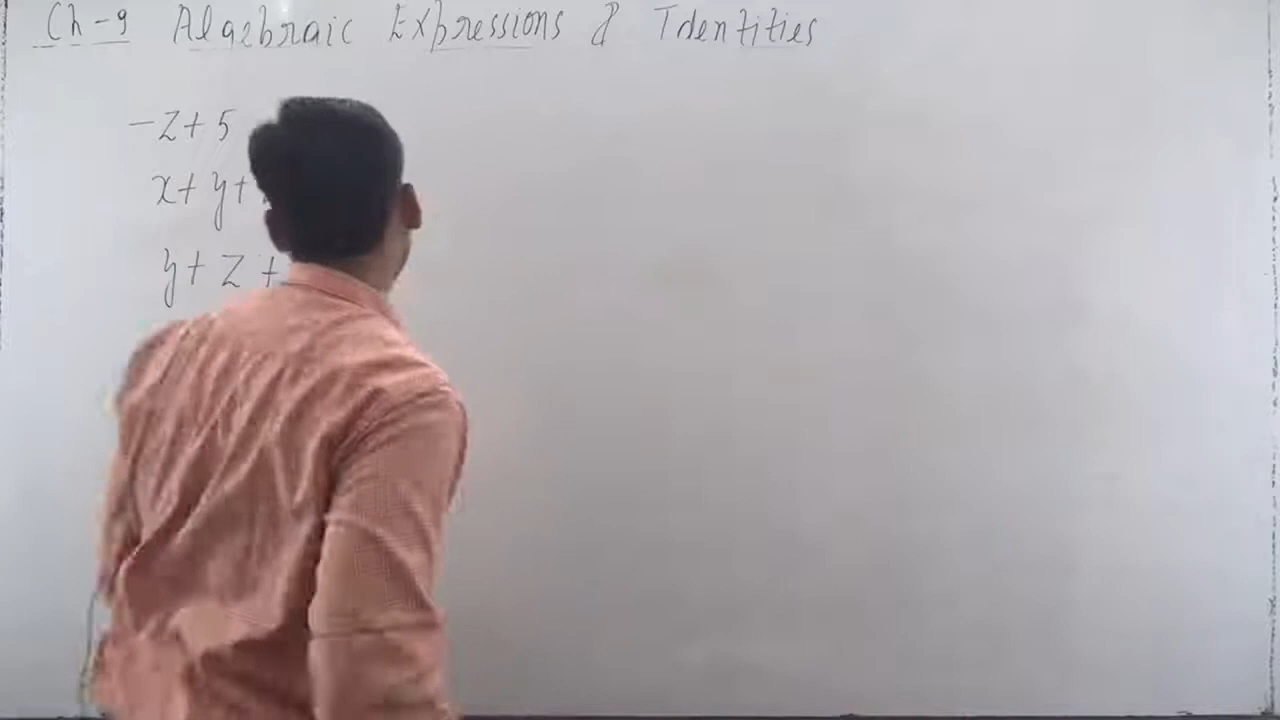 Ch-9 Algebraic Expressions & Identities
-z+5
x+y+
y+z+